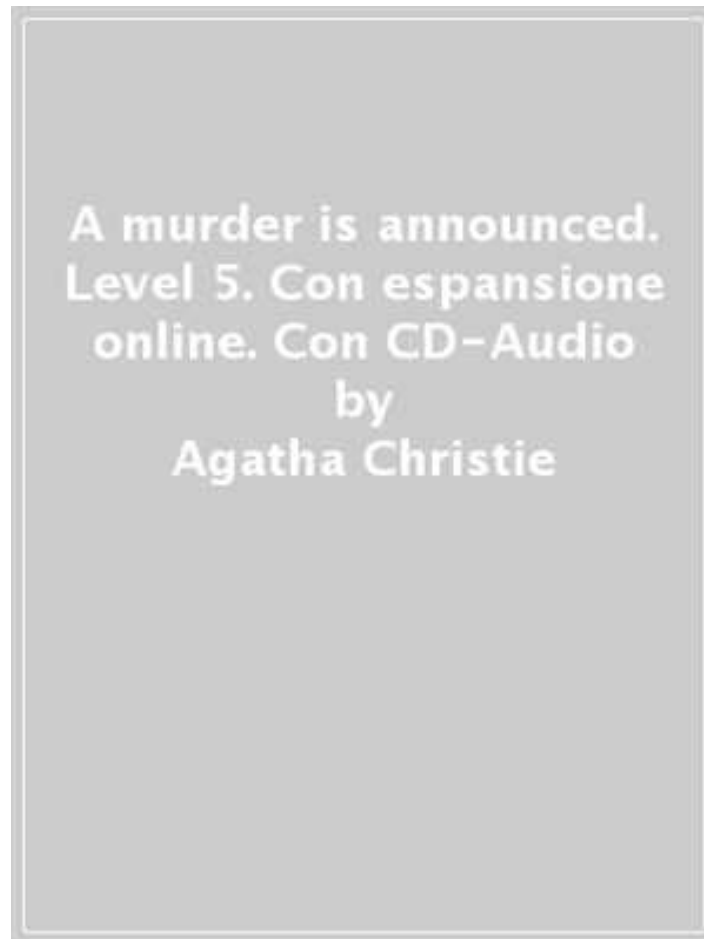 A murder is announced.
Level 5. Con espansione
online. Con CD-Audio
by
Agatha Christie